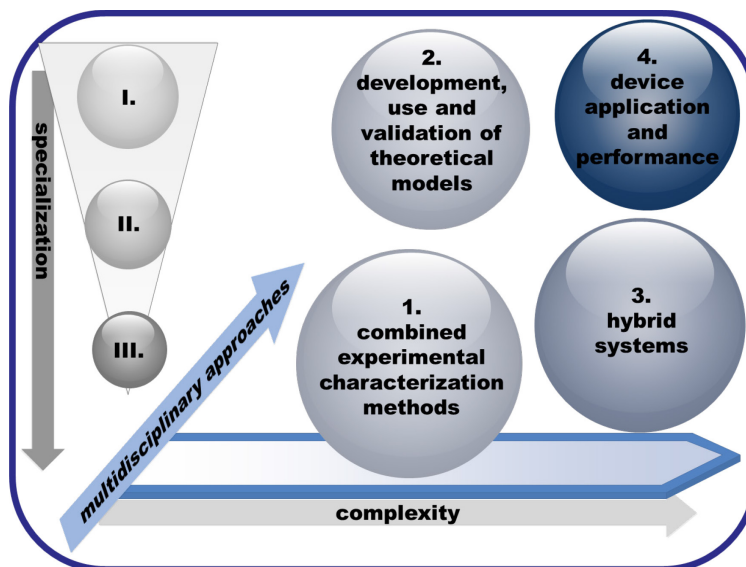 I.
II.
III.
specialization
multidisciplinary approaches
2.
development,
use and
validation of
theoretical
models
4.
device
application
and
performance
1.
combined
experimental
characterization
methods
3.
hybrid
systems
complexity